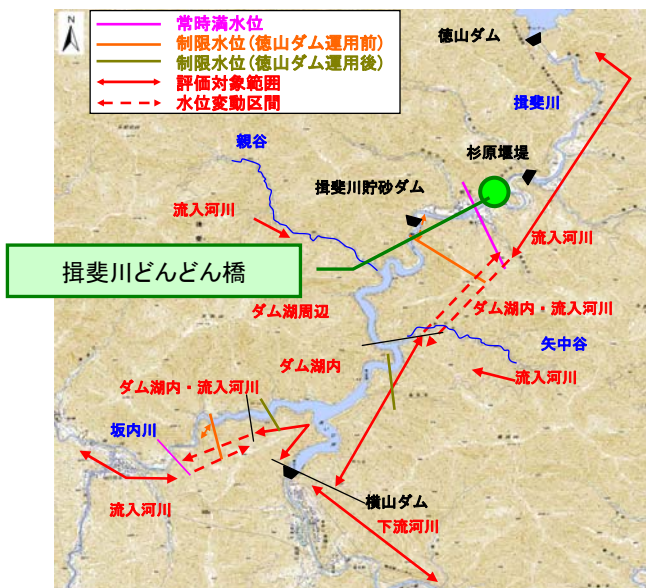 N
常時満水位
制限水位(徳山ダム運用前)
制限水位(徳山ダム運用後)
評価対象範囲
水位変動区間
徳山ダム
揖斐川
親谷
杉原堰堤
揖斐川貯砂ダム
流入河川
流入河川
揖斐川どんどん橋
ダム湖周辺
ダム湖内・流入河川
矢中谷
ダム湖内
流入河川
ダム湖内・流入河川
坂内川
横山ダム
流入河川
下流河川